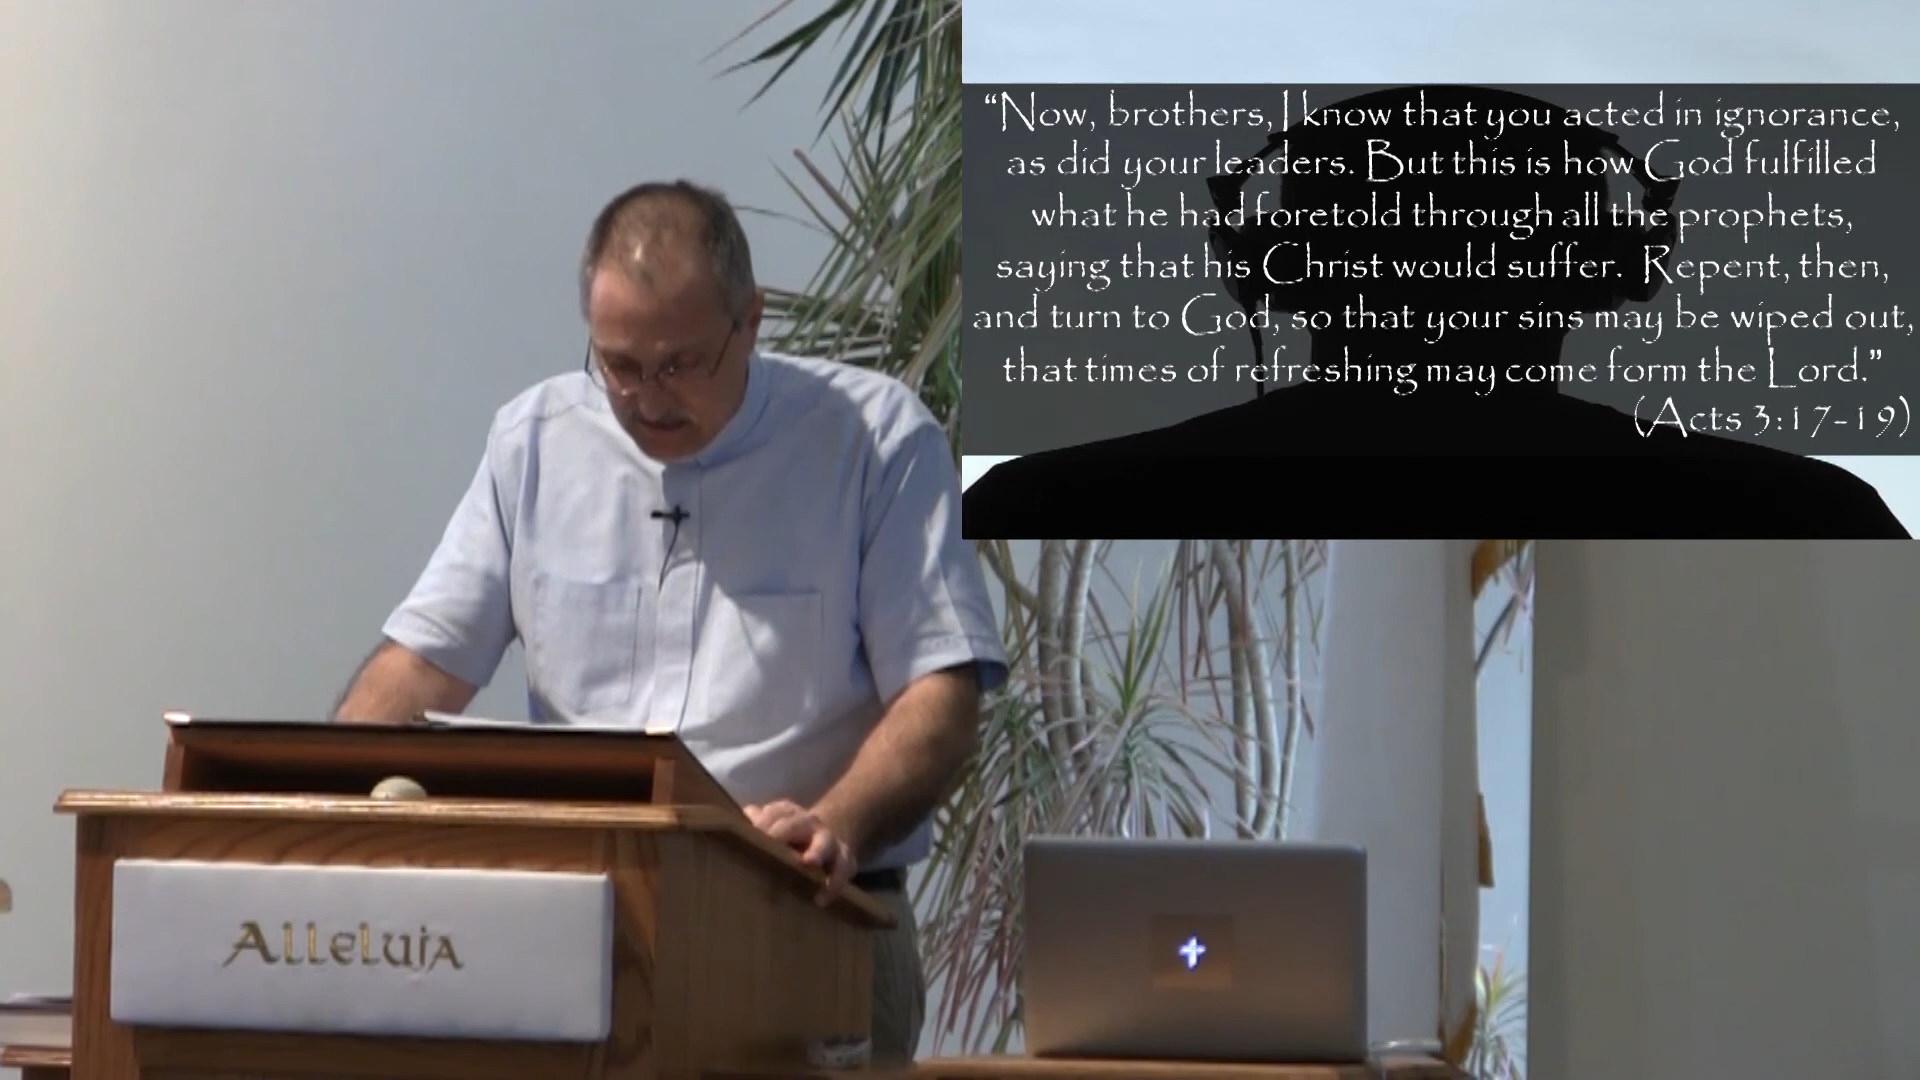 “Now, brothers, I know that you acted in ignorance,
as did your leaders. But this is how God fulfilled
what he had foretold through all the prophets,
saying that his Christ would suffer. Repent, then,
and turn to God, so that your sins may be wiped out,
that times of refreshing may come form the Lord.”
(Acts 3:17-19)
Alleluia